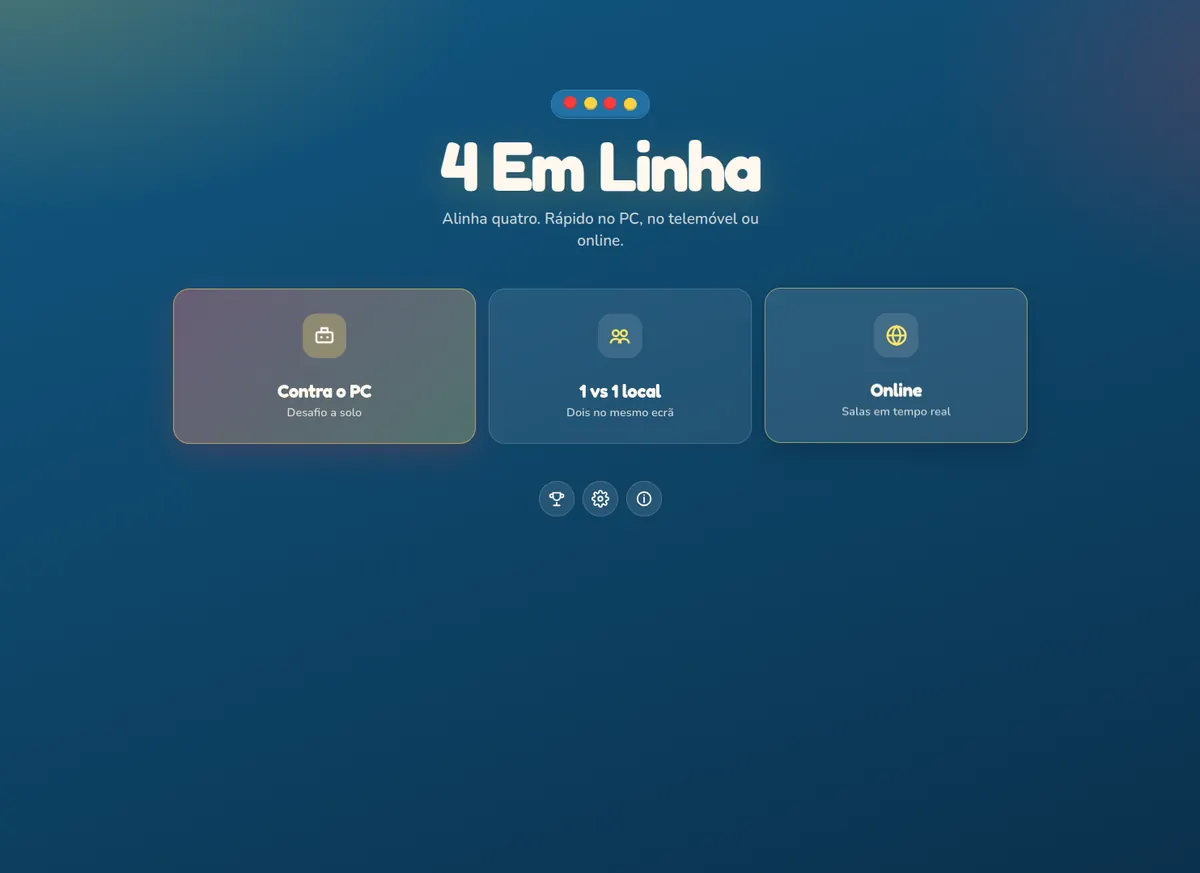 4 Em Linha
Alinha quatro. Rápido no PC, no telemóvel ou
online.
Contra o PC
Desafio a solo
1 vs 1 local
Dois no mesmo ecrã
Online
Salas em tempo real